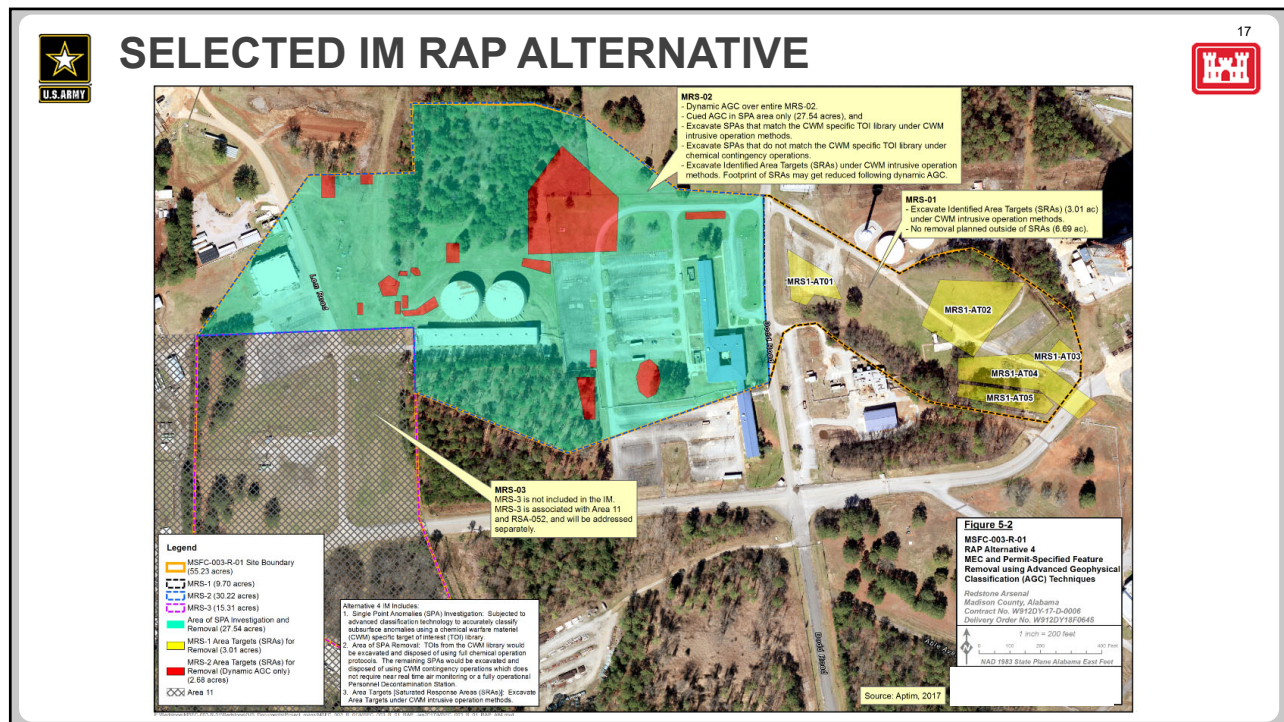 17
SELECTED IM RAP ALTERNATIVE
U.S.ARMY
MRS-02
- Dynamic AGC over entire MRS-02.
- Cued AGC in SPA area only (27.54 acres), and
- Excavate SPAs that match the CWM specific TOI library under CWM
intrusive operation methods.
- Excavate SPAs that do not match the CWM specific TOI library under
chemical contingency operations.
- Excavate Identified Area Targets (SRAs) under CWM intrusive operation
methods. Footprint of SRAs may get reduced following dynamic AGC.
MRS-01
- Excavate Identified Area Targets (SRAs) (3.01 ac)
under CWM intrusive operation methods.
- No removal planned outside of SRAs (6.69 ac).
MRS1-AT01
MRS1-AT02
MRS1-AT03
MRS1-AT04
MRS1-AT05
Dodd Road
MRS-03
MRS-3 is not included in the IM.
MRS-3 is associated with Area 11
and RSA-052, and will be addressed
separately.
Dodd Road
Legend
MSFC-003-R-01 Site Boundary
(55.23 acres)
MRS-1 (9.70 acres)
MRS-2 (30.22 acres)
MRS-3 (15.31 acres)
Area of SPA Investigation and
Removal (27.54 acres)
MRS-1 Area Targets (SRAs) for
Removal (3.01 acres)
MRS-2 Area Targets (SRAs) for
Removal (Dynamic AGC only)
(2.68 acres)
Area 11
Alternative 4 IM Includes:
1. Single Point Anomalies (SPA) Investigation: Subjected to
advanced classification technology to accurately classify
subsurface anomalies using a chemical warfare materiel
(CWM) specific target of interest (TOI) library.
2. Area of SPA Removal: TOIs from the CWM library would
be excavated and disposed of using full chemical operation
protocols. The remaining SPAs would be excavated and
disposed of using CWM contingency operations which does
not require near real time air monitoring or a fully operational
Personnel Decontamination Station.
3. Area Targets [Saturated Response Areas (SRAs)]: Excavate
Area Targets under CWM intrusive operation methods.
Source: Aptim, 2017
Figure 5-2
MSFC-003-R-01
RAP Alternative 4
MEC and Permit-Specified Feature
Removal using Advanced Geophysical
Classification (AGC) Techniques
Redstone Arsenal
Madison County, Alabama
Contract No. W912DY-17-D-0006
Delivery Order No. W912DY18F0645
1 inch = 200 feet
0 100 200 400 Feet
NAD 1983 State Plane Alabama East Feet